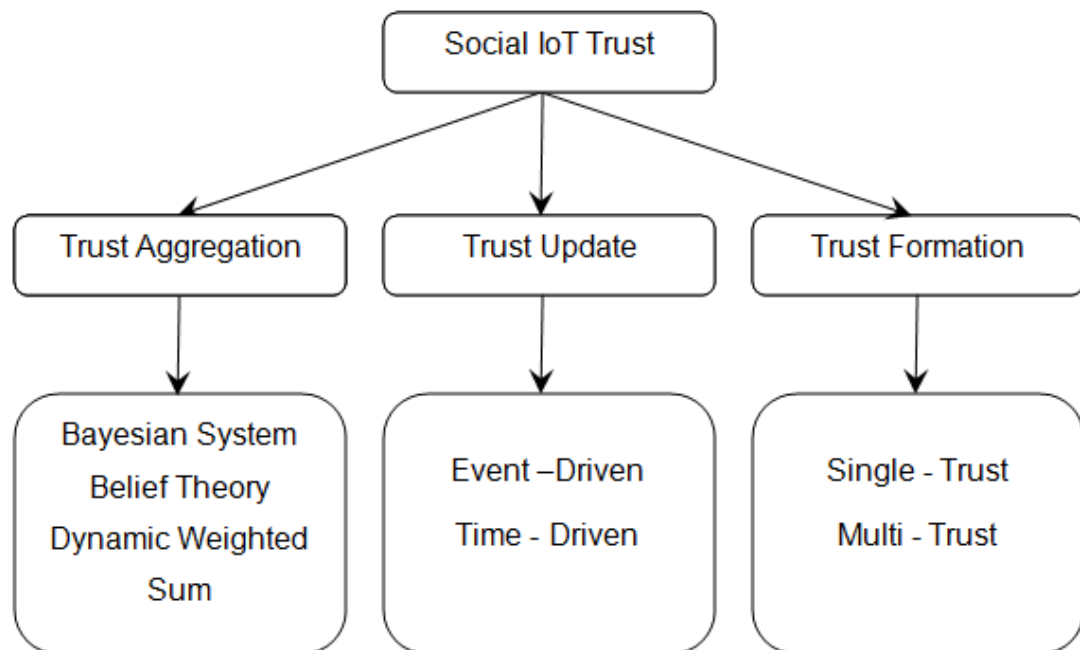 Social IoT Trust
Trust Aggregation
Trust Update
Trust Formation
Bayesian System
Belief Theory
Dynamic Weighted
Sum
Event –Driven
Time - Driven
Single - Trust
Multi - Trust